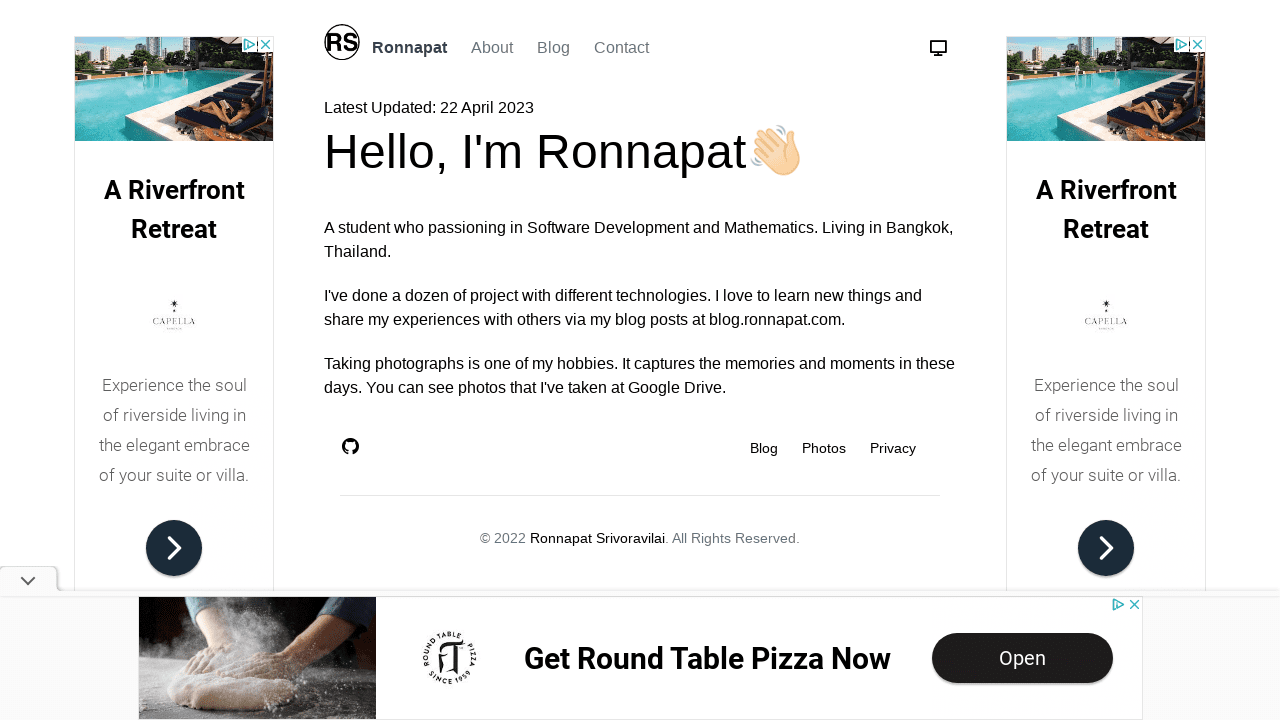 RS Ronnapat About Blog Contact
Latest Updated: 22 April 2023
Hello, I'm Ronnapat
A student who passioning in Software Development and Mathematics. Living in Bangkok,
Thailand.
I've done a dozen of project with different technologies. I love to learn new things and
share my experiences with others via my blog posts at blog.ronnapat.com.
Taking photographs is one of my hobbies. It captures the memories and moments in these
days. You can see photos that I've taken at Google Drive.
Blog Photos Privacy
© 2022 Ronnapat Srivoravilai. All Rights Reserved.
A Riverfront
Retreat
CAPELLA
Experience the soul
of riverside living in
the elegant embrace
of your suite or villa.
A Riverfront
Retreat
CAPELLA
Experience the soul
of riverside living in
the elegant embrace
of your suite or villa.
ROUND TABLE PIZZA
SINCE 1959
Get Round Table Pizza Now
Open